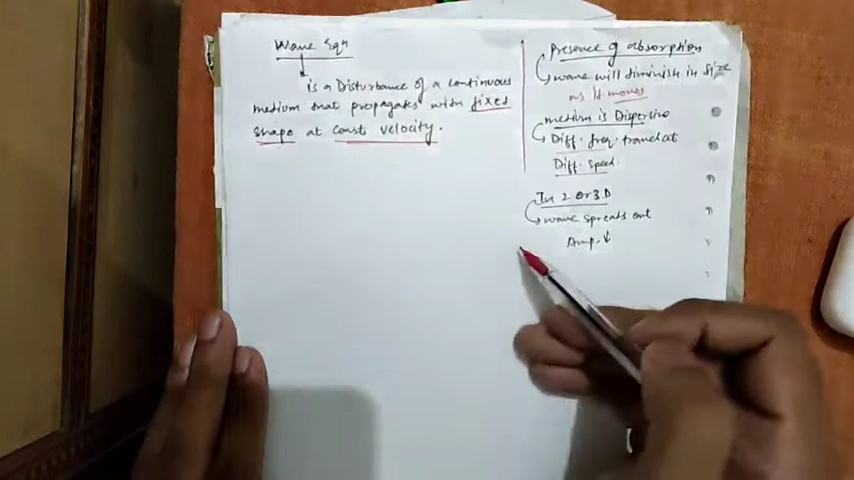 Wave Eqn
is a Disturbance of a continuous
medium that propagates with fixed
shape at const velocity.
Presence of absorption
wave will diminish in size
as it moves
medium is Dispersive
Diff. freq. travel at
Diff. speed.
In 2 or 3D
wave spreads out
Amp. ↓